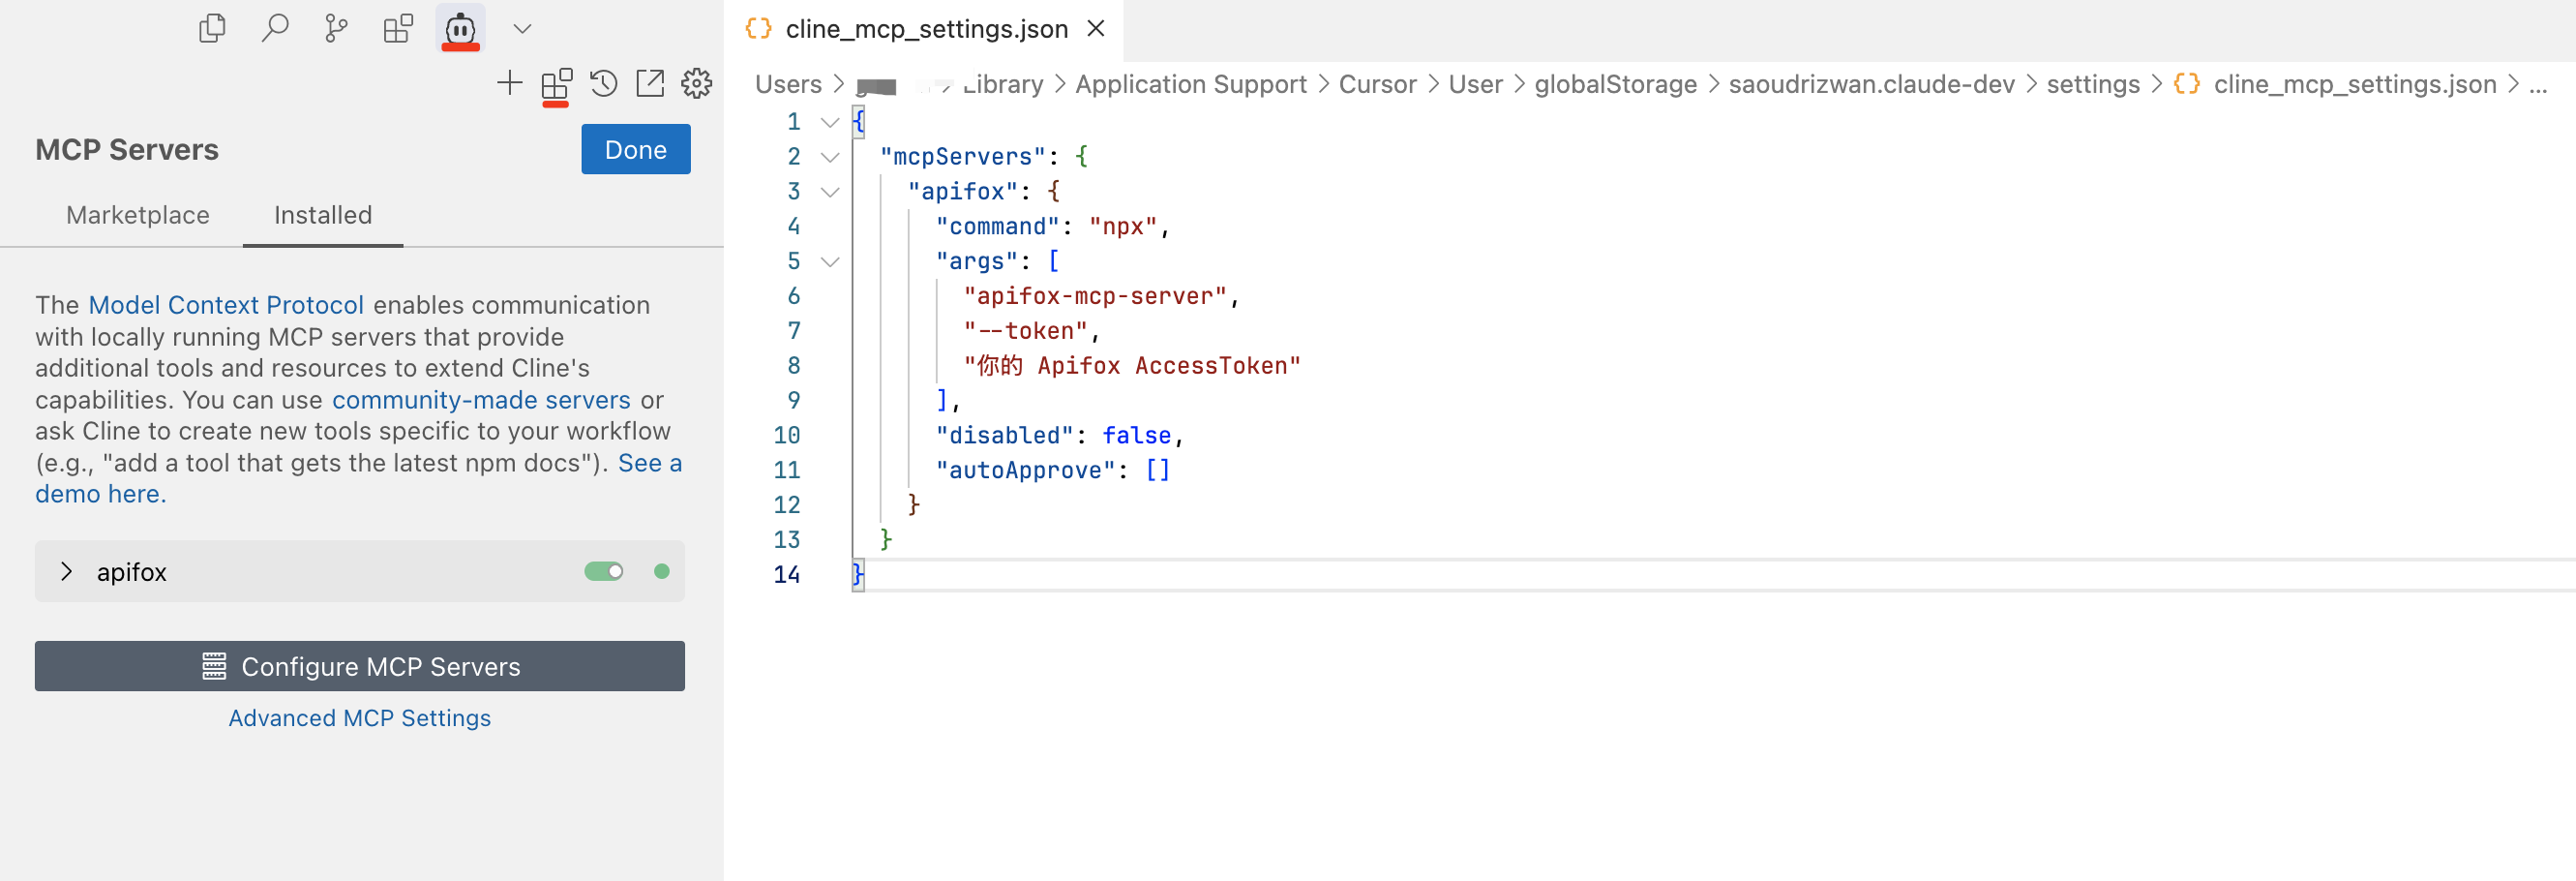 MCP Servers
Done
Marketplace
Installed
The Model Context Protocol enables communication
with locally running MCP servers that provide
additional tools and resources to extend Cline's
capabilities. You can use community-made servers or
ask Cline to create new tools specific to your workflow
(e.g., "add a tool that gets the latest npm docs"). See a
demo here.
apifox
Configure MCP Servers
Advanced MCP Settings
{} cline_mcp_settings.json
Users > Library > Application Support > Cursor > User > globalStorage > saoudrizwan.claude-dev > settings > {} cline_mcp_settings.json > ...
1 {
2 "mcpServers": {
3 "apifox": {
4 "command": "npx",
5 "args": [
6 "apifox-mcp-server",
7 "--token",
8 "你的 Apifox AccessToken"
9 ],
10 "disabled": false,
11 "autoApprove": []
12 }
13 }
14 }